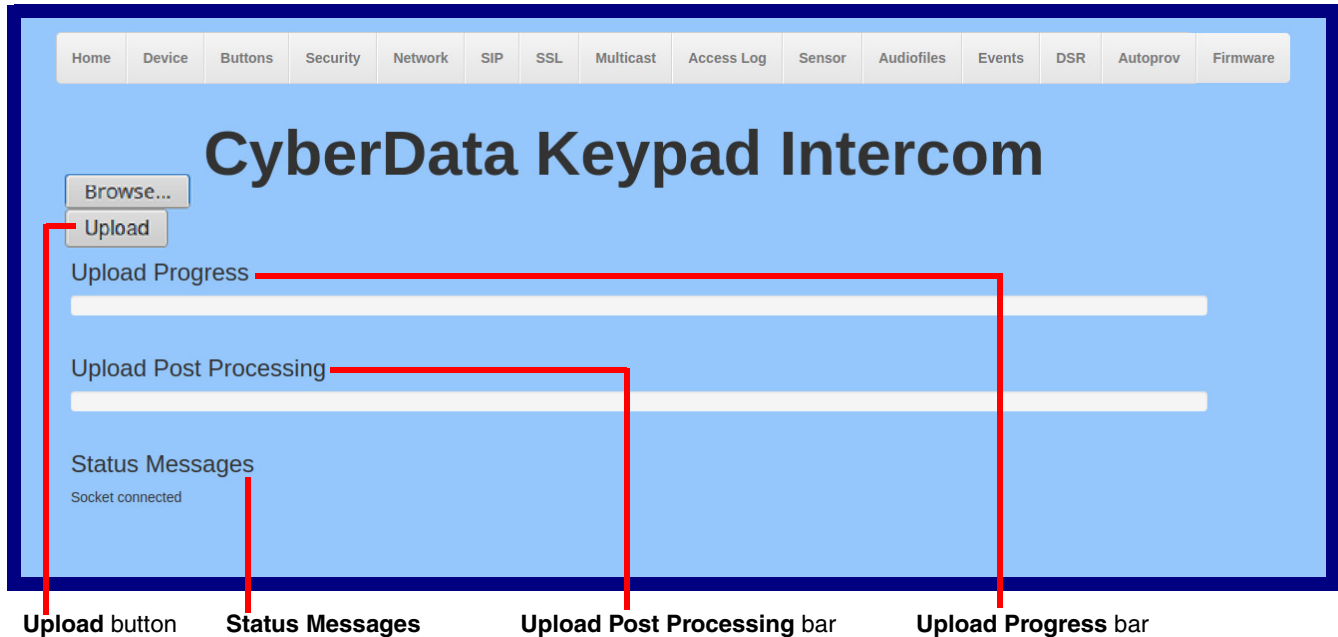 Home Device Buttons Security Network SIP SSL Multicast Access Log Sensor Audiofiles Events DSR Autoprov Firmware
CyberData Keypad Intercom
Browse...
Upload
Upload Progress
Upload Post Processing
Status Messages
Socket connected
Upload button Status Messages Upload Post Processing bar Upload Progress bar